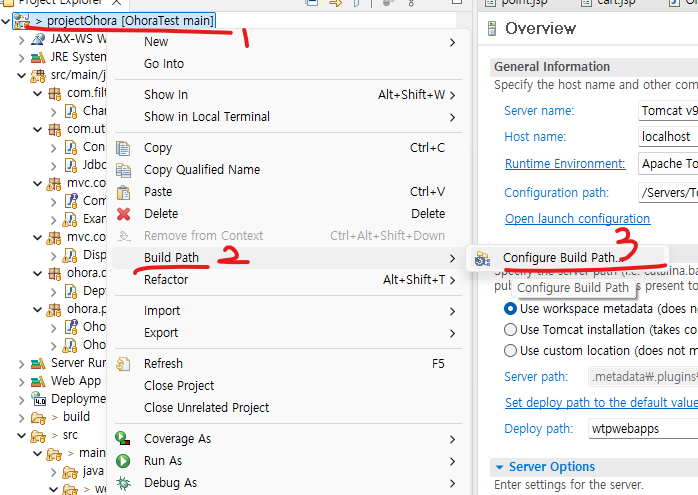 Project Explorer
> projectOhora [OhoraTest main]
1
JAX-WS W
JRE System
src/main/j
com.filt
Char
com.ut
Con
Jdbo
mvc.co
Com
Exam
mvc.co
Disp
ohora.d
Dept
ohora.p
Ohor
Ohor
Server Run
Web App
Deployme
> build
> src
> main
java
> we
New
Go Into
Show In Alt+Shift+W >
Show in Local Terminal
Copy Ctrl+C
Copy Qualified Name
Paste Ctrl+V
Delete Delete
Remove from Context Ctrl+Alt+Shift+Down
Build Path 2
Refactor Alt+Shift+T >
Import
Export
Refresh F5
Close Project
Close Unrelated Project
Coverage As
Run As
Debug As
3
Configure Build Path...
Configure Build Path
point.jsp
cart.jsp
Overview
General Information
Specify the host name and other com
Server name: Tomcat v9
Host name: localhost
Runtime Environment: Apache To
Configuration path: /Servers/To
Open launch configuration
Specify the server path (i.e. catalina.ba
pub
s present to
Use workspace metadata (does n
Use Tomcat installation (takes co
Use custom location (does not m
Server path: .metadata₩.plugins₩
Set deploy path to the default value
Deploy path: wtpwebapps
Server Options
Enter settings for the server.